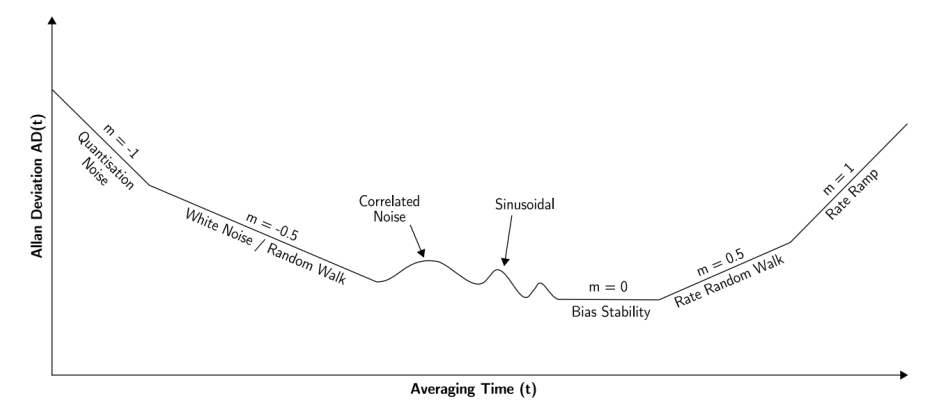 Allan Deviation AD(t)
m = -1
Quantisation
Noise
m = -0.5
White Noise / Random Walk
Correlated
Noise
Sinusoidal
m = 0
Bias Stability
m = 0.5
Rate Random Walk
m = 1
Rate Ramp
Averaging Time (t)